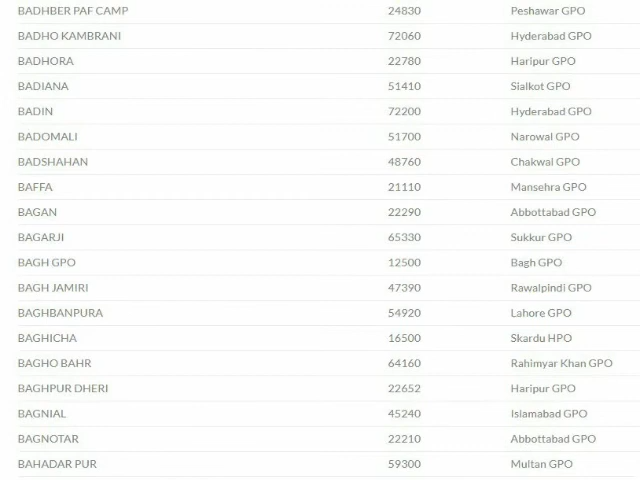 BADHBER PAF CAMP 24830 Peshawar GPO
BADHO KAMBRANI 72060 Hyderabad GPO
BADHORA 22780 Haripur GPO
BADIANA 51410 Sialkot GPO
BADIN 72200 Hyderabad GPO
BADOMALI 51700 Narowal GPO
BADSHAHAN 48760 Chakwal GPO
BAFFA 21110 Mansehra GPO
BAGAN 22290 Abbottabad GPO
BAGARJI 65330 Sukkur GPO
BAGH GPO 12500 Bagh GPO
BAGH JAMIRI 47390 Rawalpindi GPO
BAGHBANPURA 54920 Lahore GPO
BAGHICHA 16500 Skardu HPO
BAGHO BAHR 64160 Rahimyar Khan GPO
BAGHPUR DHERI 22652 Haripur GPO
BAGNIAL 45240 Islamabad GPO
BAGNOTAR 22210 Abbottabad GPO
BAHADAR PUR 59300 Multan GPO